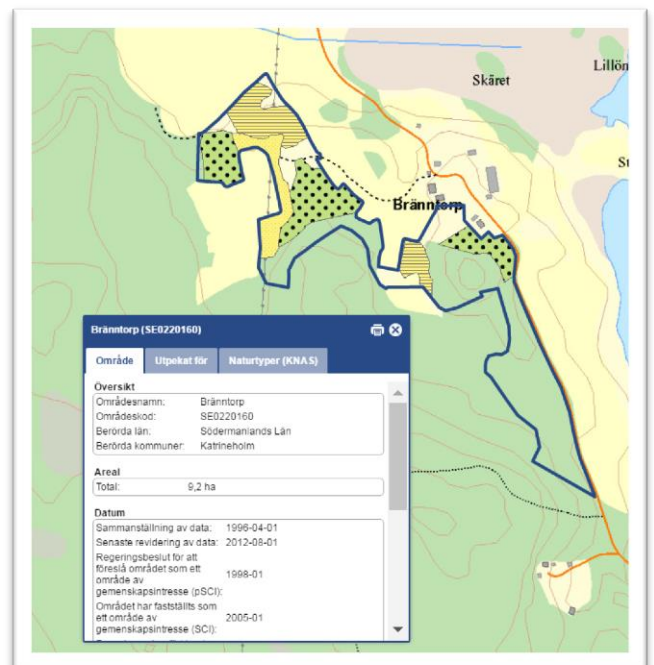 Skäret
Lillön
Bränntorp
Bränntorp (SE0220160)
Område Utpekat för Naturtyper (KNAS)
Översikt
Områdesnamn: Bränntorp
Områdeskod: SE0220160
Berörda län: Södermanlands Län
Berörda kommuner: Katrineholm
Areal
Total: 9,2 ha
Datum
Sammanställning av data: 1996-04-01
Senaste revidering av data: 2012-08-01
Regeringsbeslut för att
föreslå området som ett
område av 1998-01
gemenskapsintresse (pSCI):
Området har fastställts som
ett område av 2005-01
gemenskapsintresse (SCI):